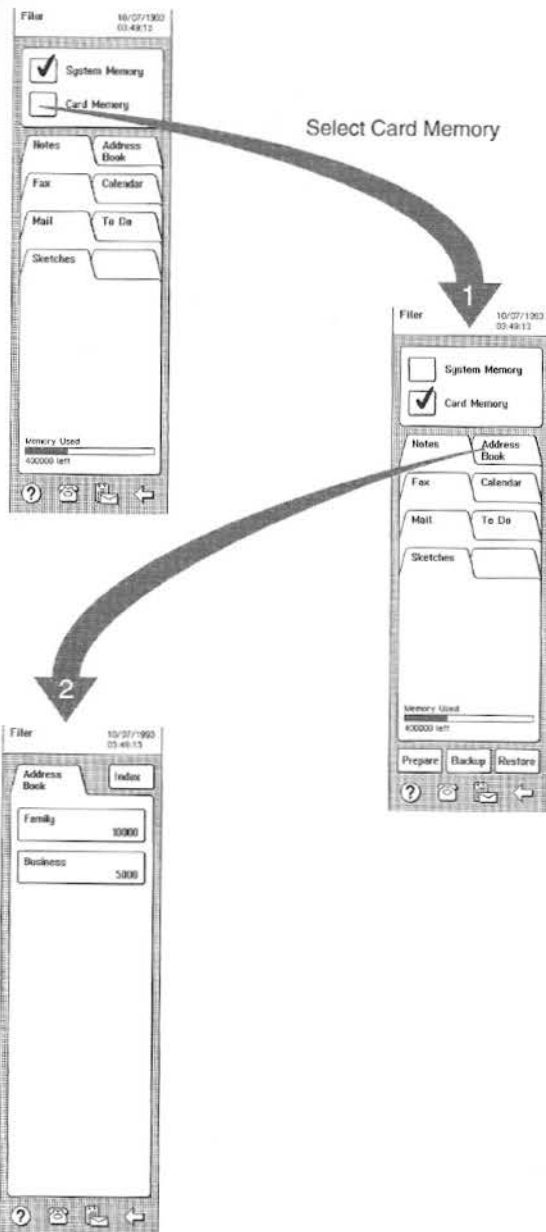 Filer
10/07/1993
03:49:13
System Memory
Card Memory
Notes
Address
Book
Fax
Calendar
Mail
To Do
Sketches
Memory Used
400000 left
?
Select Card Memory
1
Filer
10/07/1993
03:49:13
System Memory
Card Memory
Notes
Address
Book
Fax
Calendar
Mail
To Do
Sketches
Memory Used
400000 left
Prepare
Backup
Restore
?
2
Filer
10/07/1993
03:49:13
Address
Book
Index
Family
10000
Business
5000
?